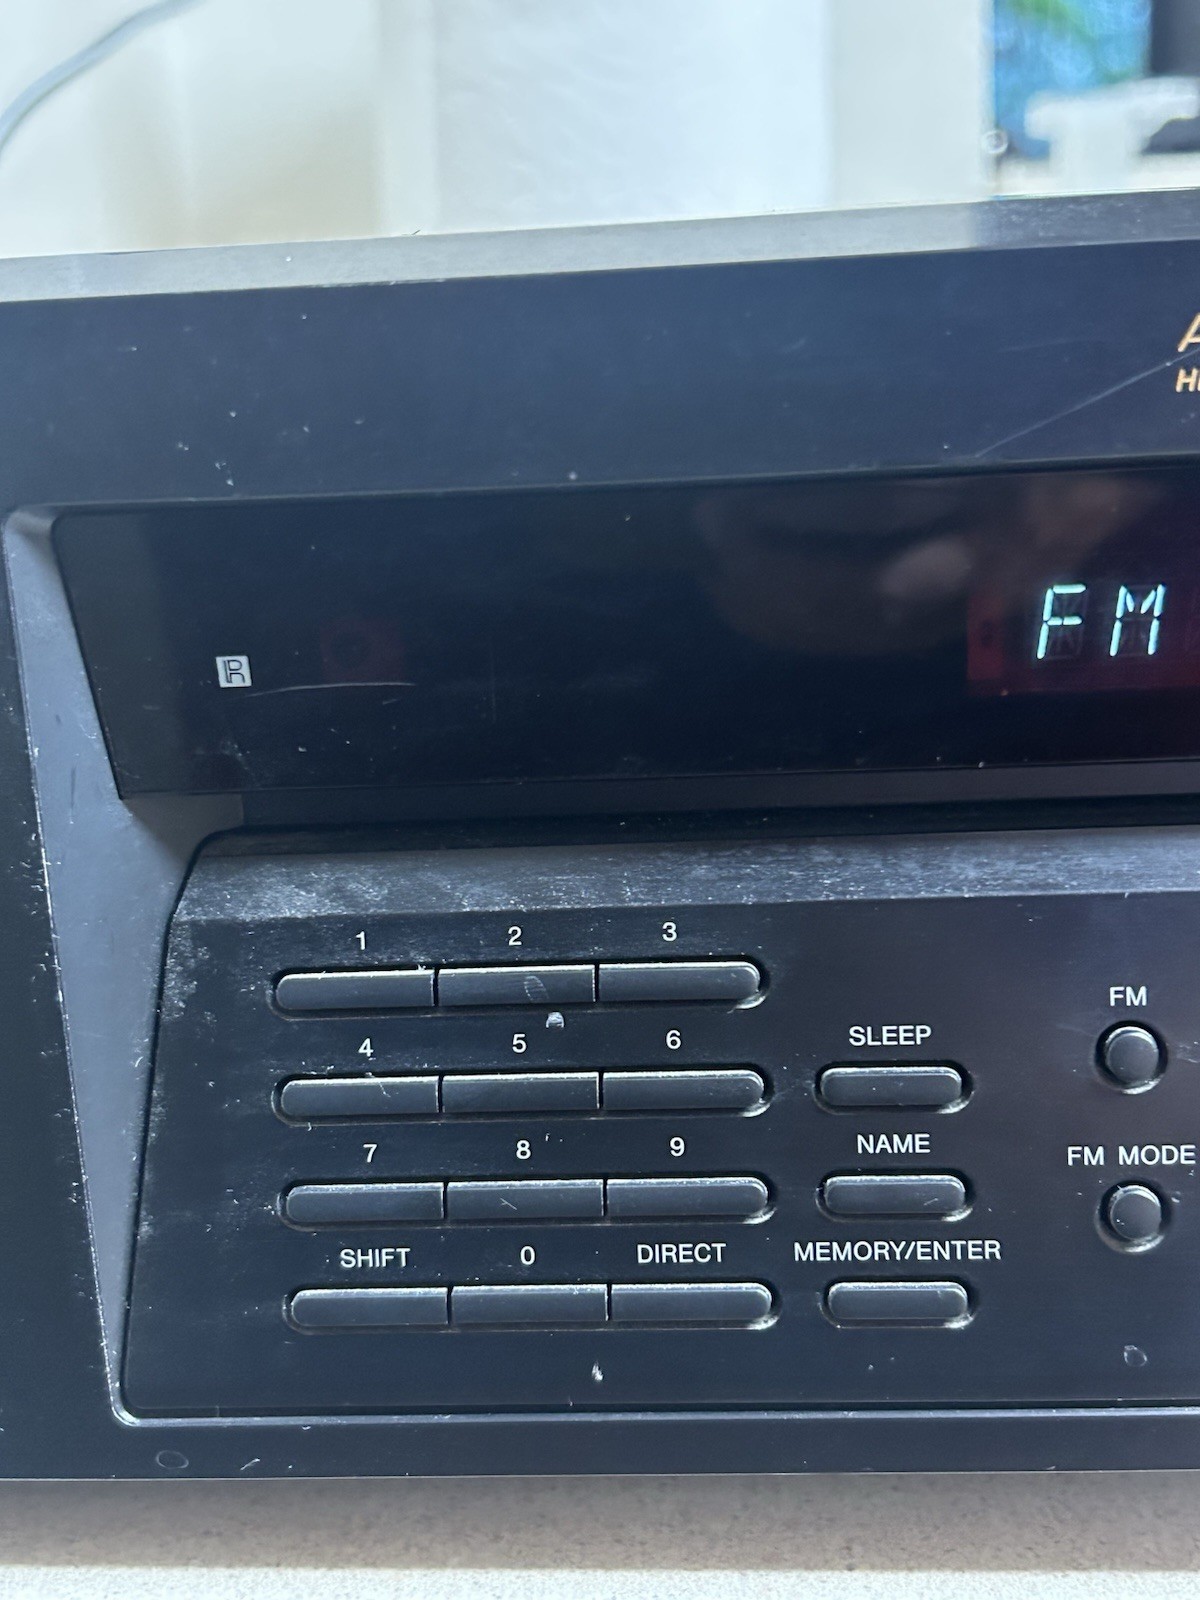 FM
1 2 3
4 5 6
SLEEP
FM
7 8 9
NAME
FM MODE
SHIFT 0 DIRECT
MEMORY/ENTER